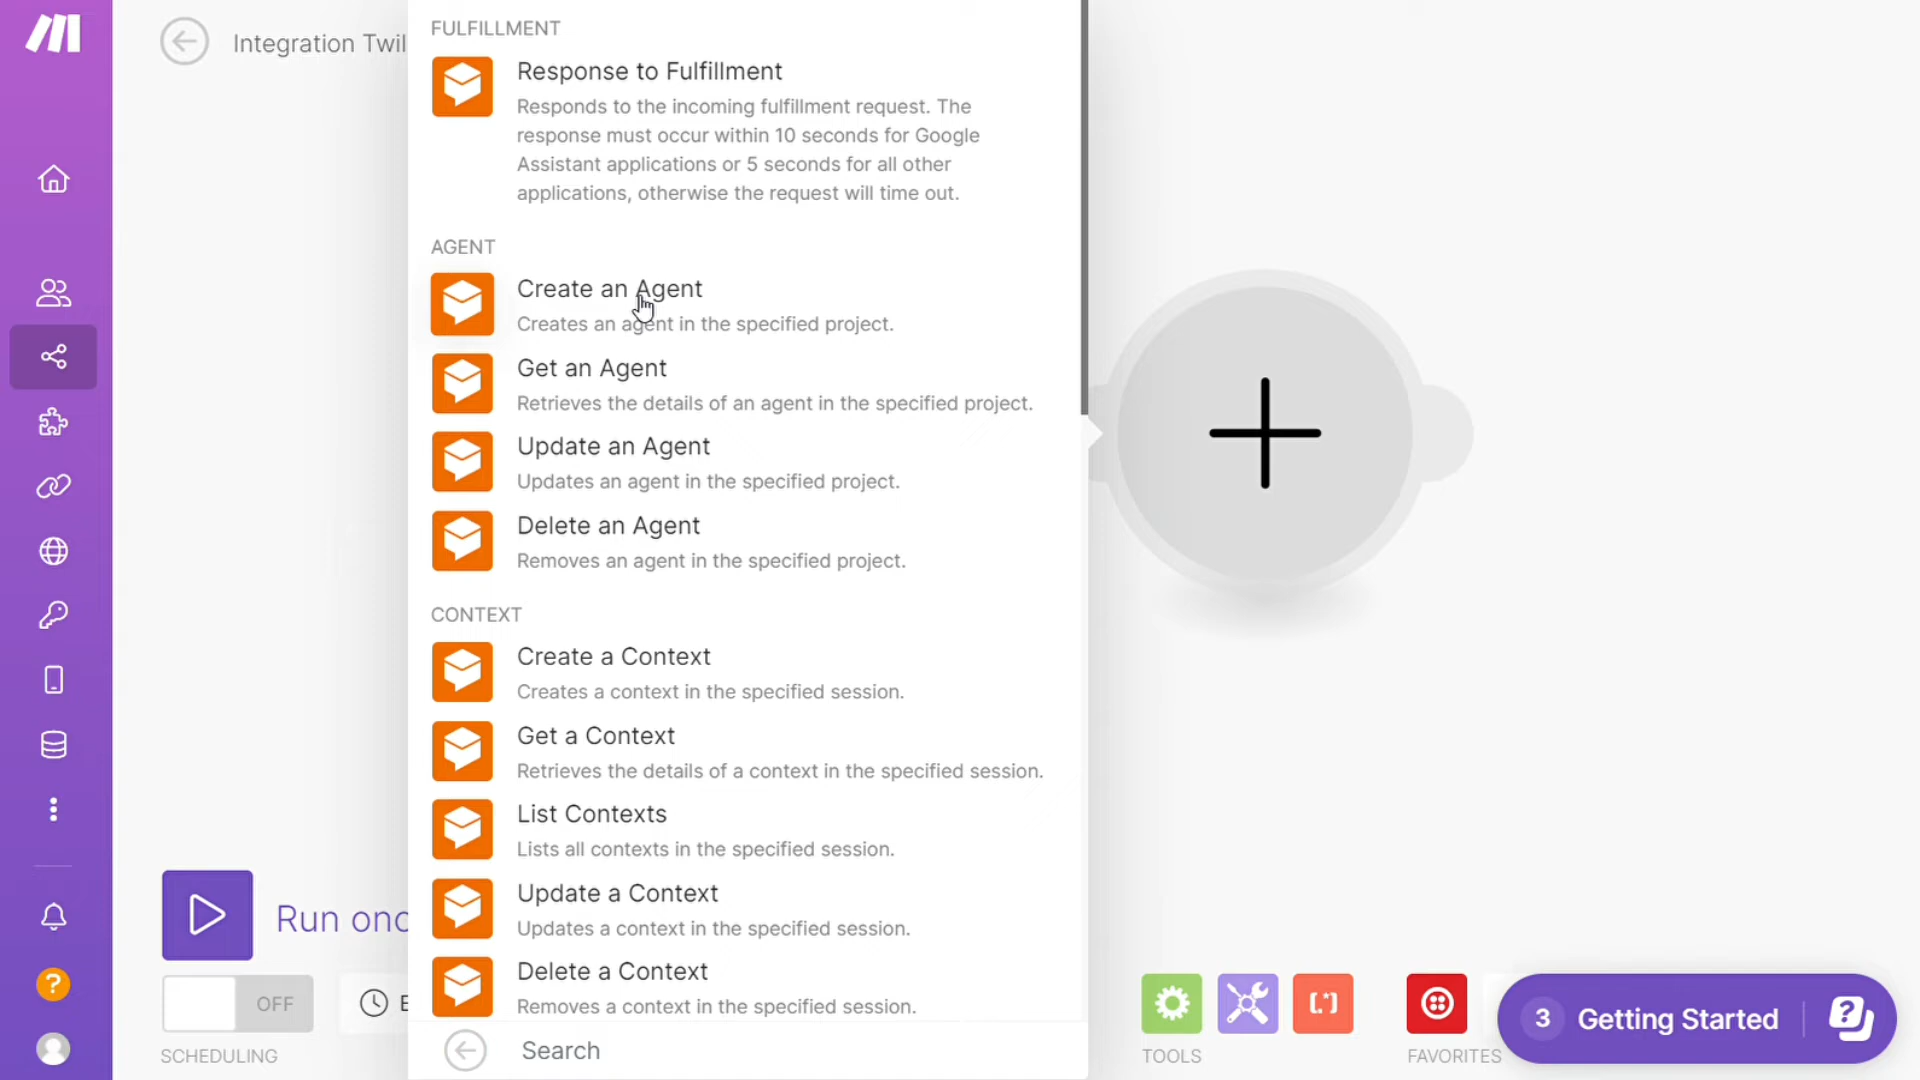 Integration Twil
FULFILLMENT
Response to Fulfillment
Responds to the incoming fulfillment request. The
response must occur within 10 seconds for Google
Assistant applications or 5 seconds for all other
applications, otherwise the request will time out.
AGENT
Create an Agent
Creates an agent in the specified project.
Get an Agent
Retrieves the details of an agent in the specified project.
Update an Agent
Updates an agent in the specified project.
Delete an Agent
Removes an agent in the specified project.
CONTEXT
Create a Context
Creates a context in the specified session.
Get a Context
Retrieves the details of a context in the specified session.
List Contexts
Lists all contexts in the specified session.
Update a Context
Updates a context in the specified session.
Delete a Context
Removes a context in the specified session.
Search
Run onc
OFF
E
SCHEDULING
TOOLS
FAVORITES
3 Getting Started
?
?